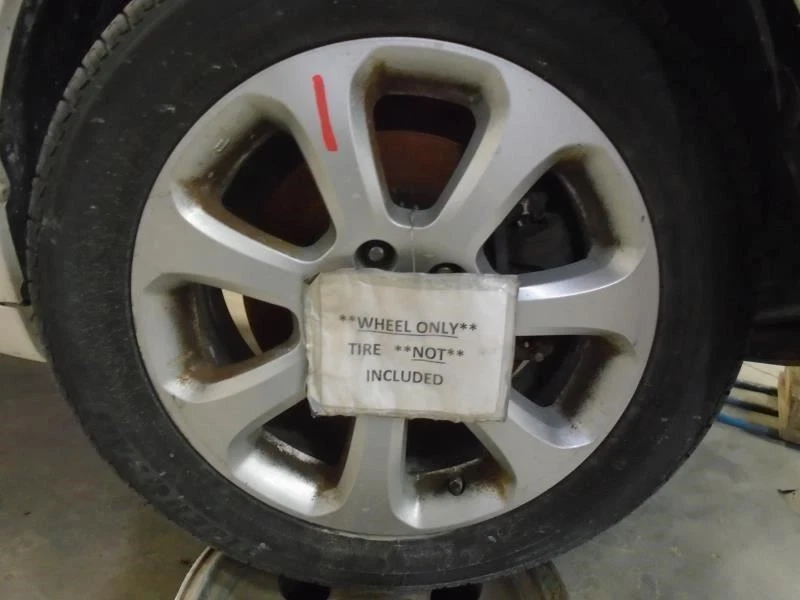 **WHEEL ONLY**
TIRE **NOT**
INCLUDED